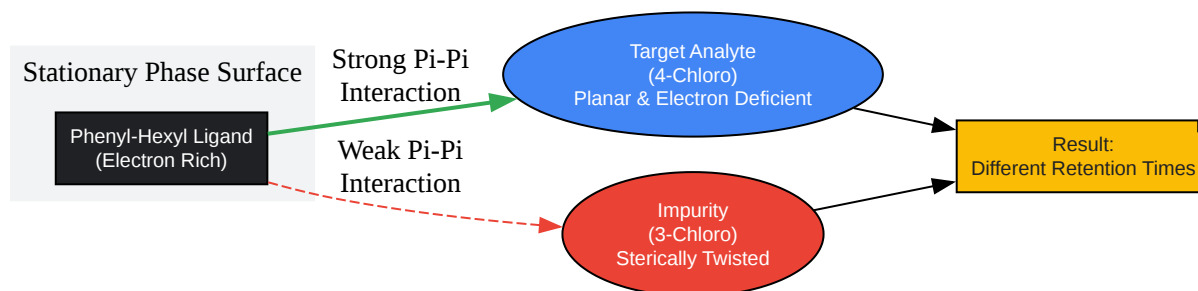 Stationary Phase Surface
Phenyl-Hexyl Ligand
(Electron Rich)
Strong Pi-Pi
Interaction
Weak Pi-Pi
Interaction
Target Analyte
(4-Chloro)
Planar & Electron Deficient
Impurity
(3-Chloro)
Sterically Twisted
Result:
Different Retention Times